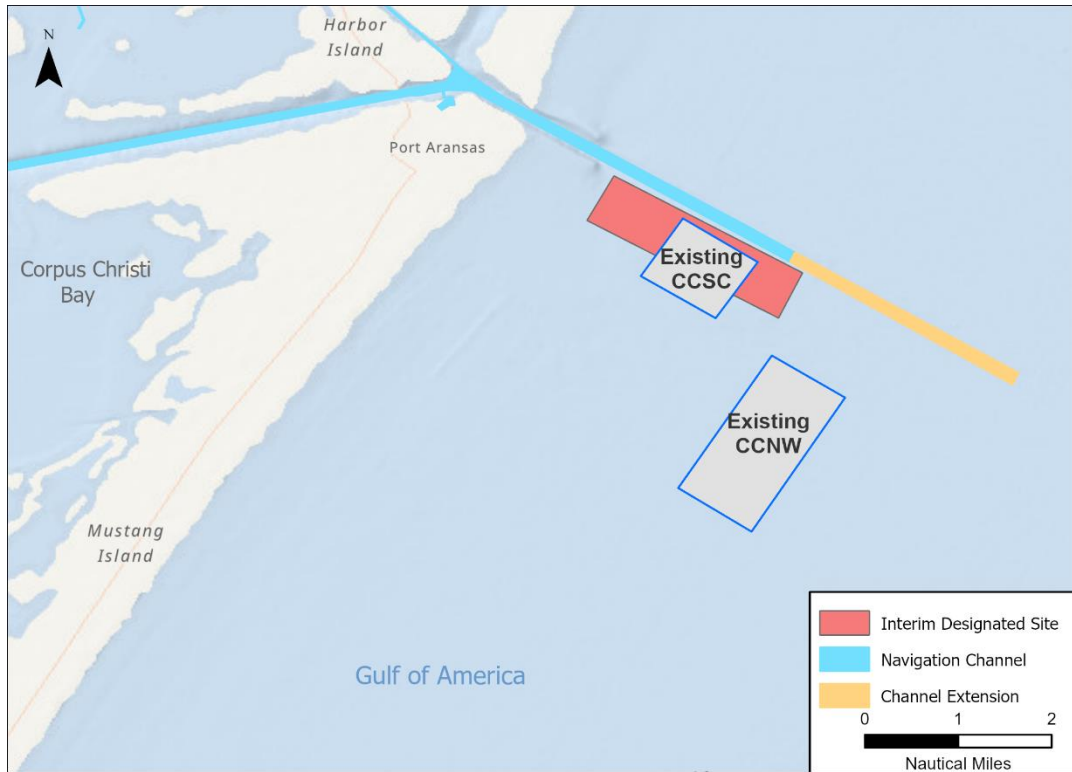 N
Harbor
Island
Port Aransas
Corpus Christi
Bay
Existing
CCSC
Existing
CCNW
Mustang
Island
Gulf of America
Interim Designated Site
Navigation Channel
Channel Extension
0 1 2
Nautical Miles